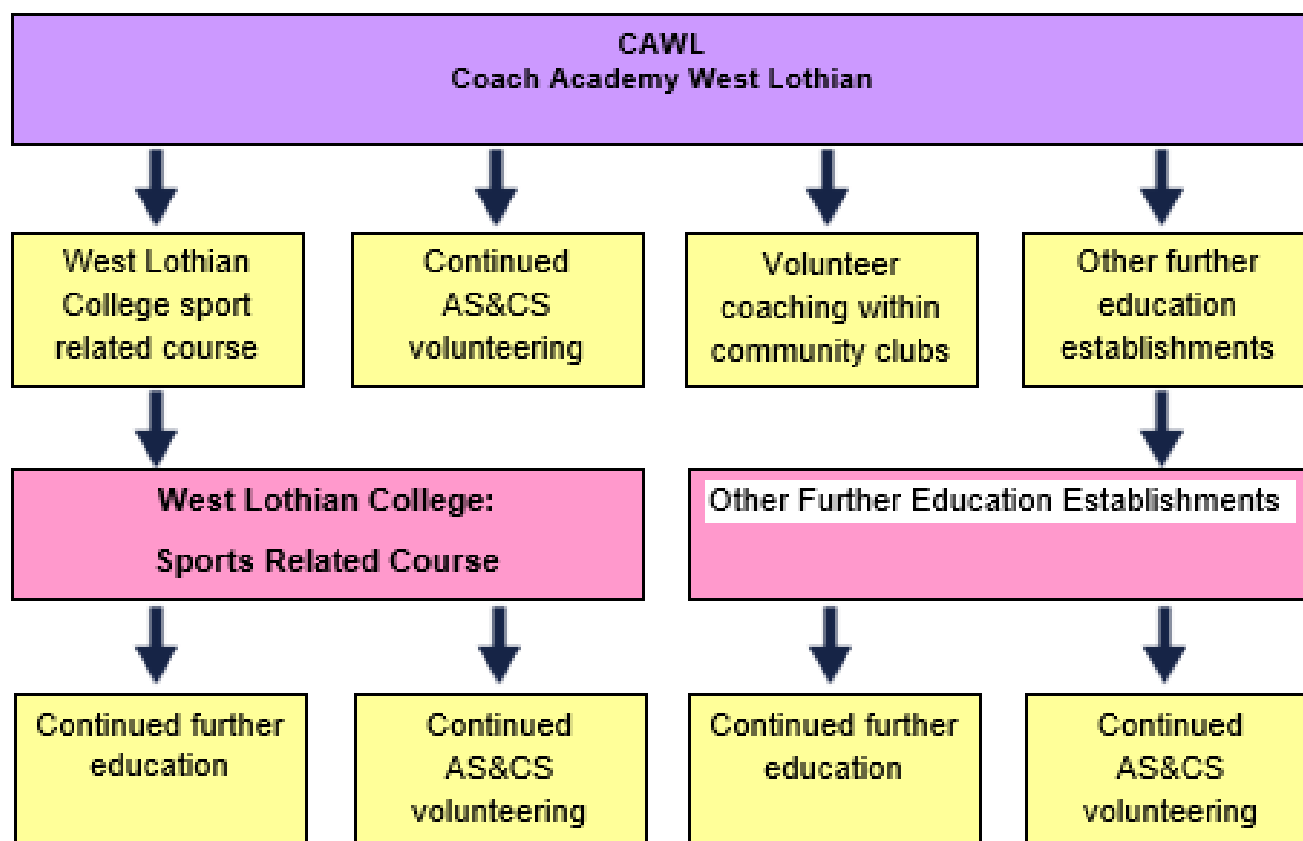 CAWL
Coach Academy West Lothian
West Lothian
College sport
related course
Continued
AS&CS
volunteering
Volunteer
coaching within
community clubs
Other further
education
establishments
West Lothian College:
Sports Related Course
Other Further Education Establishments
Continued further
education
Continued
AS&CS
volunteering
Continued further
education
Continued
AS&CS
volunteering